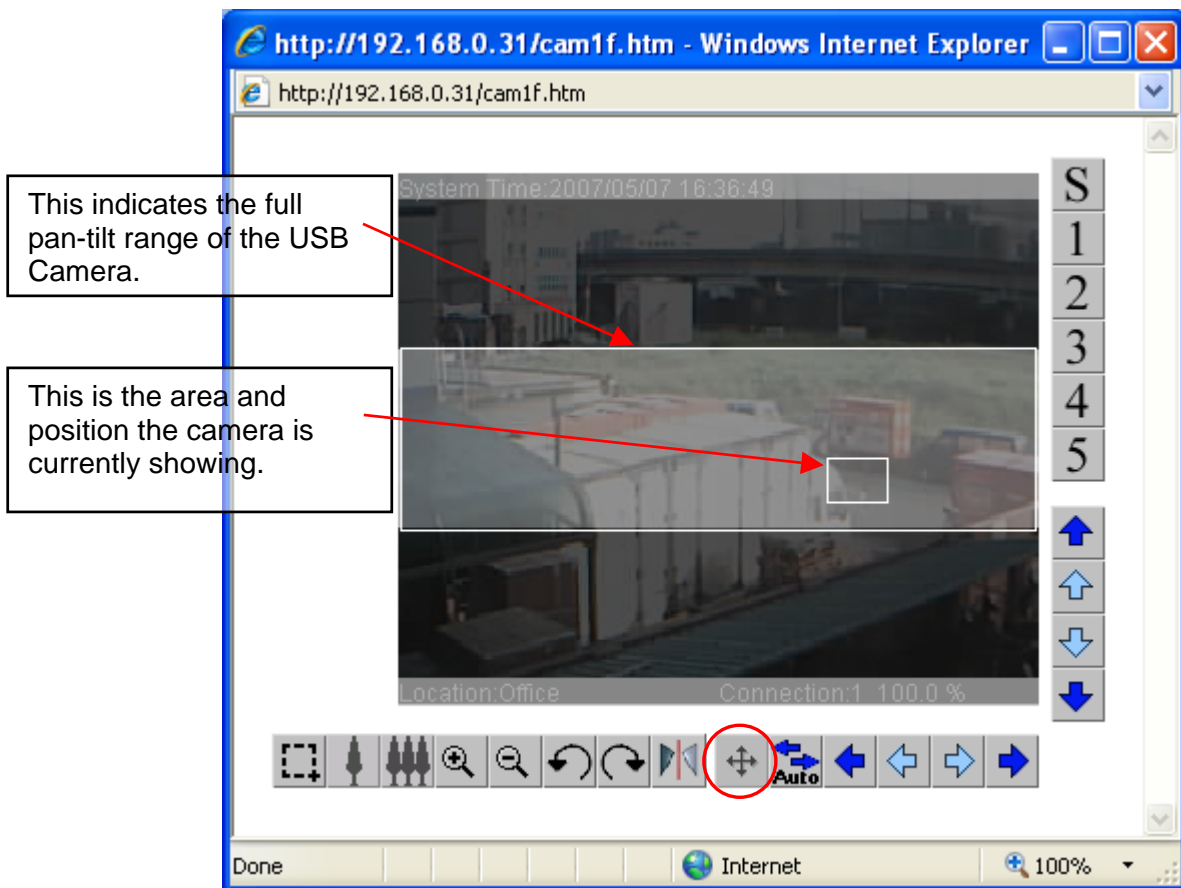 http://192.168.0.31/cam1f.htm - Windows Internet Explorer
http://192.168.0.31/cam1f.htm
This indicates the full
pan-tilt range of the USB
Camera.
System Time:2007/05/07 16:36:49
S
1
2
3
4
5
This is the area and
position the camera is
currently showing.
Location:Office Connection:1 100.0 %
Auto
Done Internet 100%